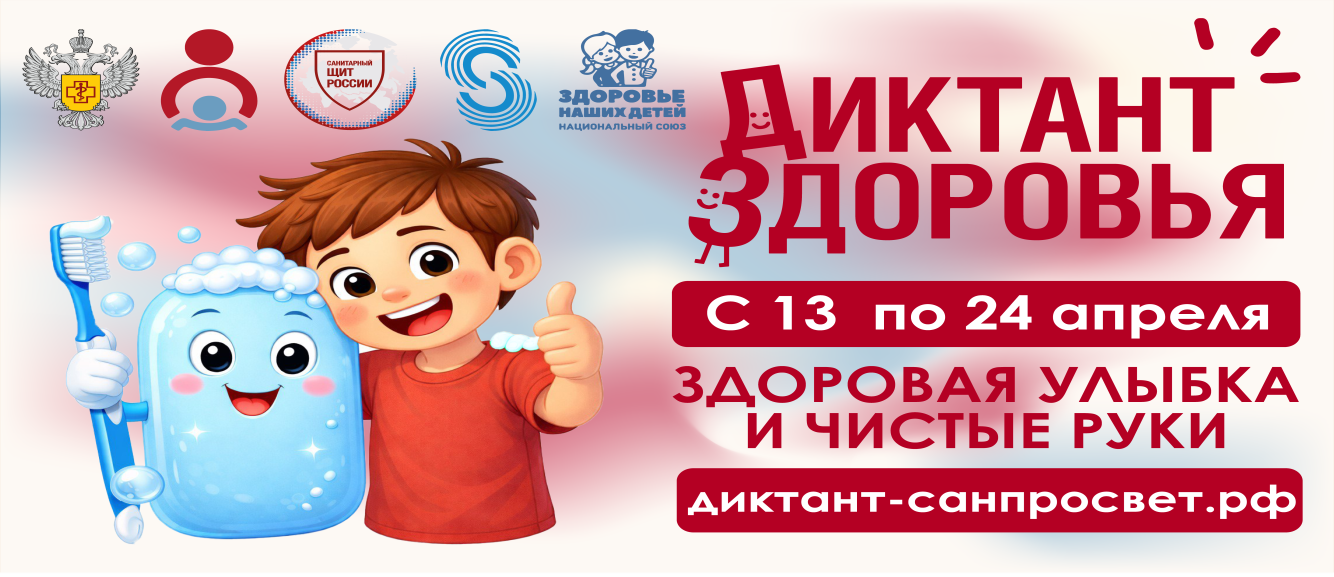 САНИТАРНЫЙ
ЩИТ
РОССИИ
ЗДОРОВЬЕ
НАШИХ ДЕТЕЙ
НАЦИОНАЛЬНЫЙ СОЮЗ
ДИКТАНТ
ЗДОРОВЬЯ
С 13 по 24 апреля
ЗДОРОВАЯ УЛЫБКА
И ЧИСТЫЕ РУКИ
диктант-санпросвет.рф